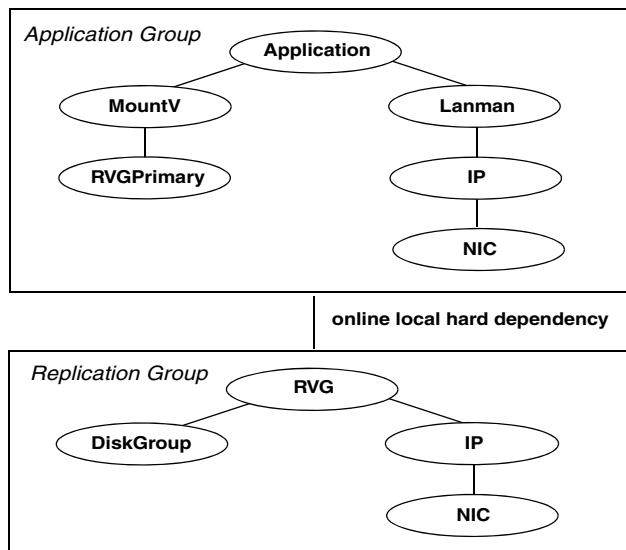 Application Group
Application
MountV
Lanman
RVGPrimary
IP
NIC
online local hard dependency
Replication Group
RVG
DiskGroup
IP
NIC